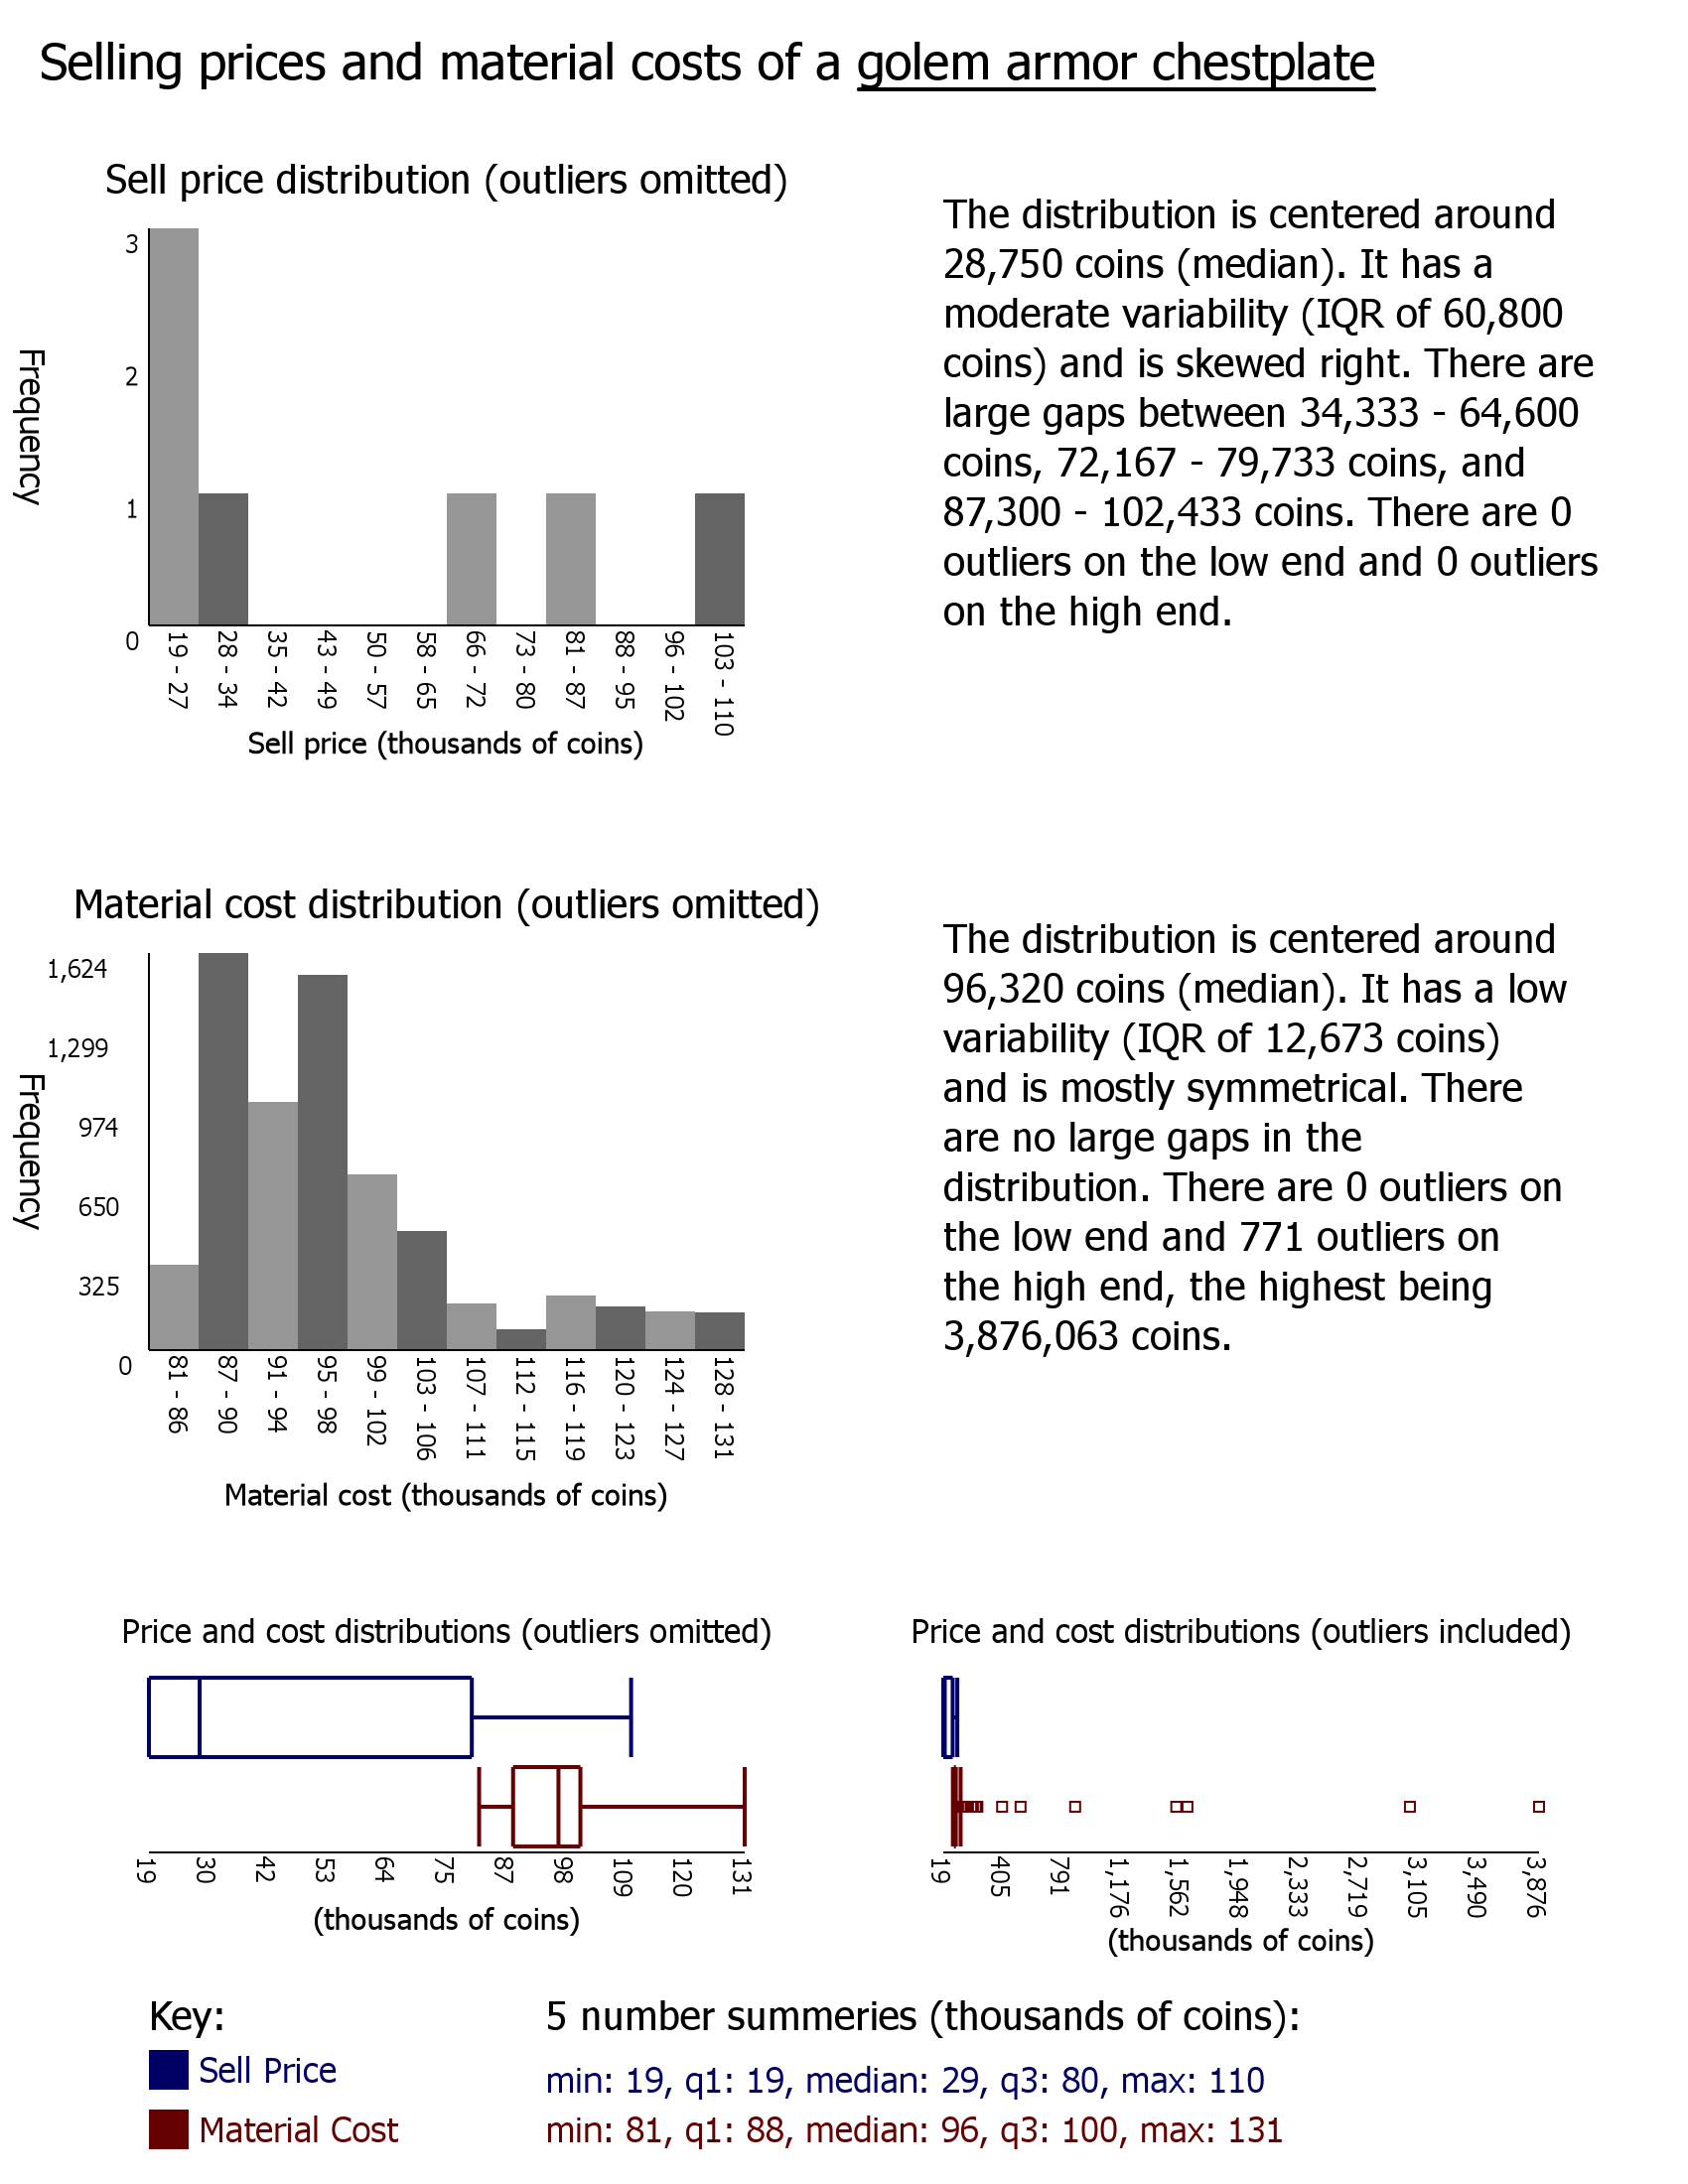 Selling prices and material costs of a golem armor chestplate
Sell price distribution (outliers omitted)
3
2
1
0
Frequency
19 - 27
28 - 34
35 - 42
43 - 49
50 - 57
58 - 65
66 - 72
73 - 80
81 - 87
88 - 95
96 - 102
103 - 110
Sell price (thousands of coins)
The distribution is centered around
28,750 coins (median). It has a
moderate variability (IQR of 60,800
coins) and is skewed right. There are
large gaps between 34,333 - 64,600
coins, 72,167 - 79,733 coins, and
87,300 - 102,433 coins. There are 0
outliers on the low end and 0 outliers
on the high end.
Material cost distribution (outliers omitted)
1,624
1,299
974
650
325
0
Frequency
81 - 86
87 - 90
91 - 94
95 - 98
99 - 102
103 - 106
107 - 111
112 - 115
116 - 119
120 - 123
124 - 127
128 - 131
Material cost (thousands of coins)
The distribution is centered around
96,320 coins (median). It has a low
variability (IQR of 12,673 coins)
and is mostly symmetrical. There
are no large gaps in the
distribution. There are 0 outliers on
the low end and 771 outliers on
the high end, the highest being
3,876,063 coins.
Price and cost distributions (outliers omitted)
19
30
42
53
64
75
87
98
109
120
131
(thousands of coins)
Price and cost distributions (outliers included)
19
405
791
1,176
1,562
1,948
2,333
2,719
3,105
3,490
3,876
(thousands of coins)
Key:
Sell Price
Material Cost
5 number summeries (thousands of coins):
min: 19, q1: 19, median: 29, q3: 80, max: 110
min: 81, q1: 88, median: 96, q3: 100, max: 131